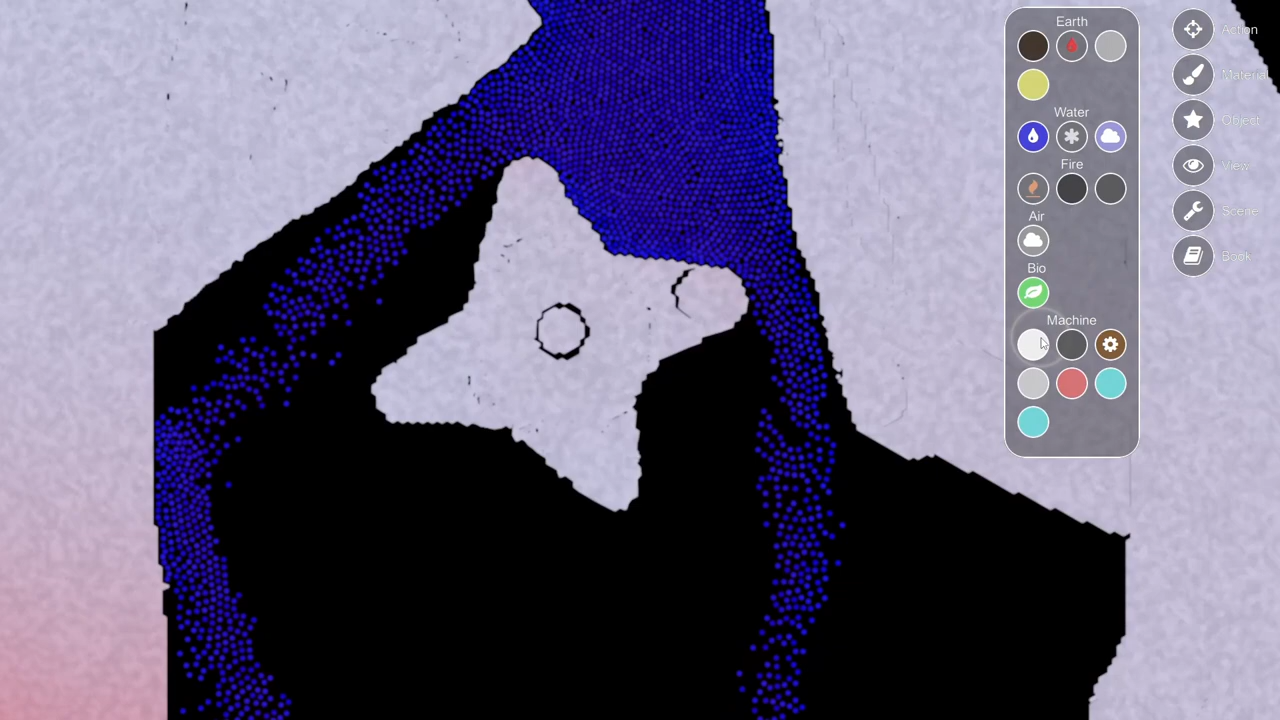 Earth
Water
Fire
Air
Bio
Machine
Action
Material
Object
View
Scene
Book